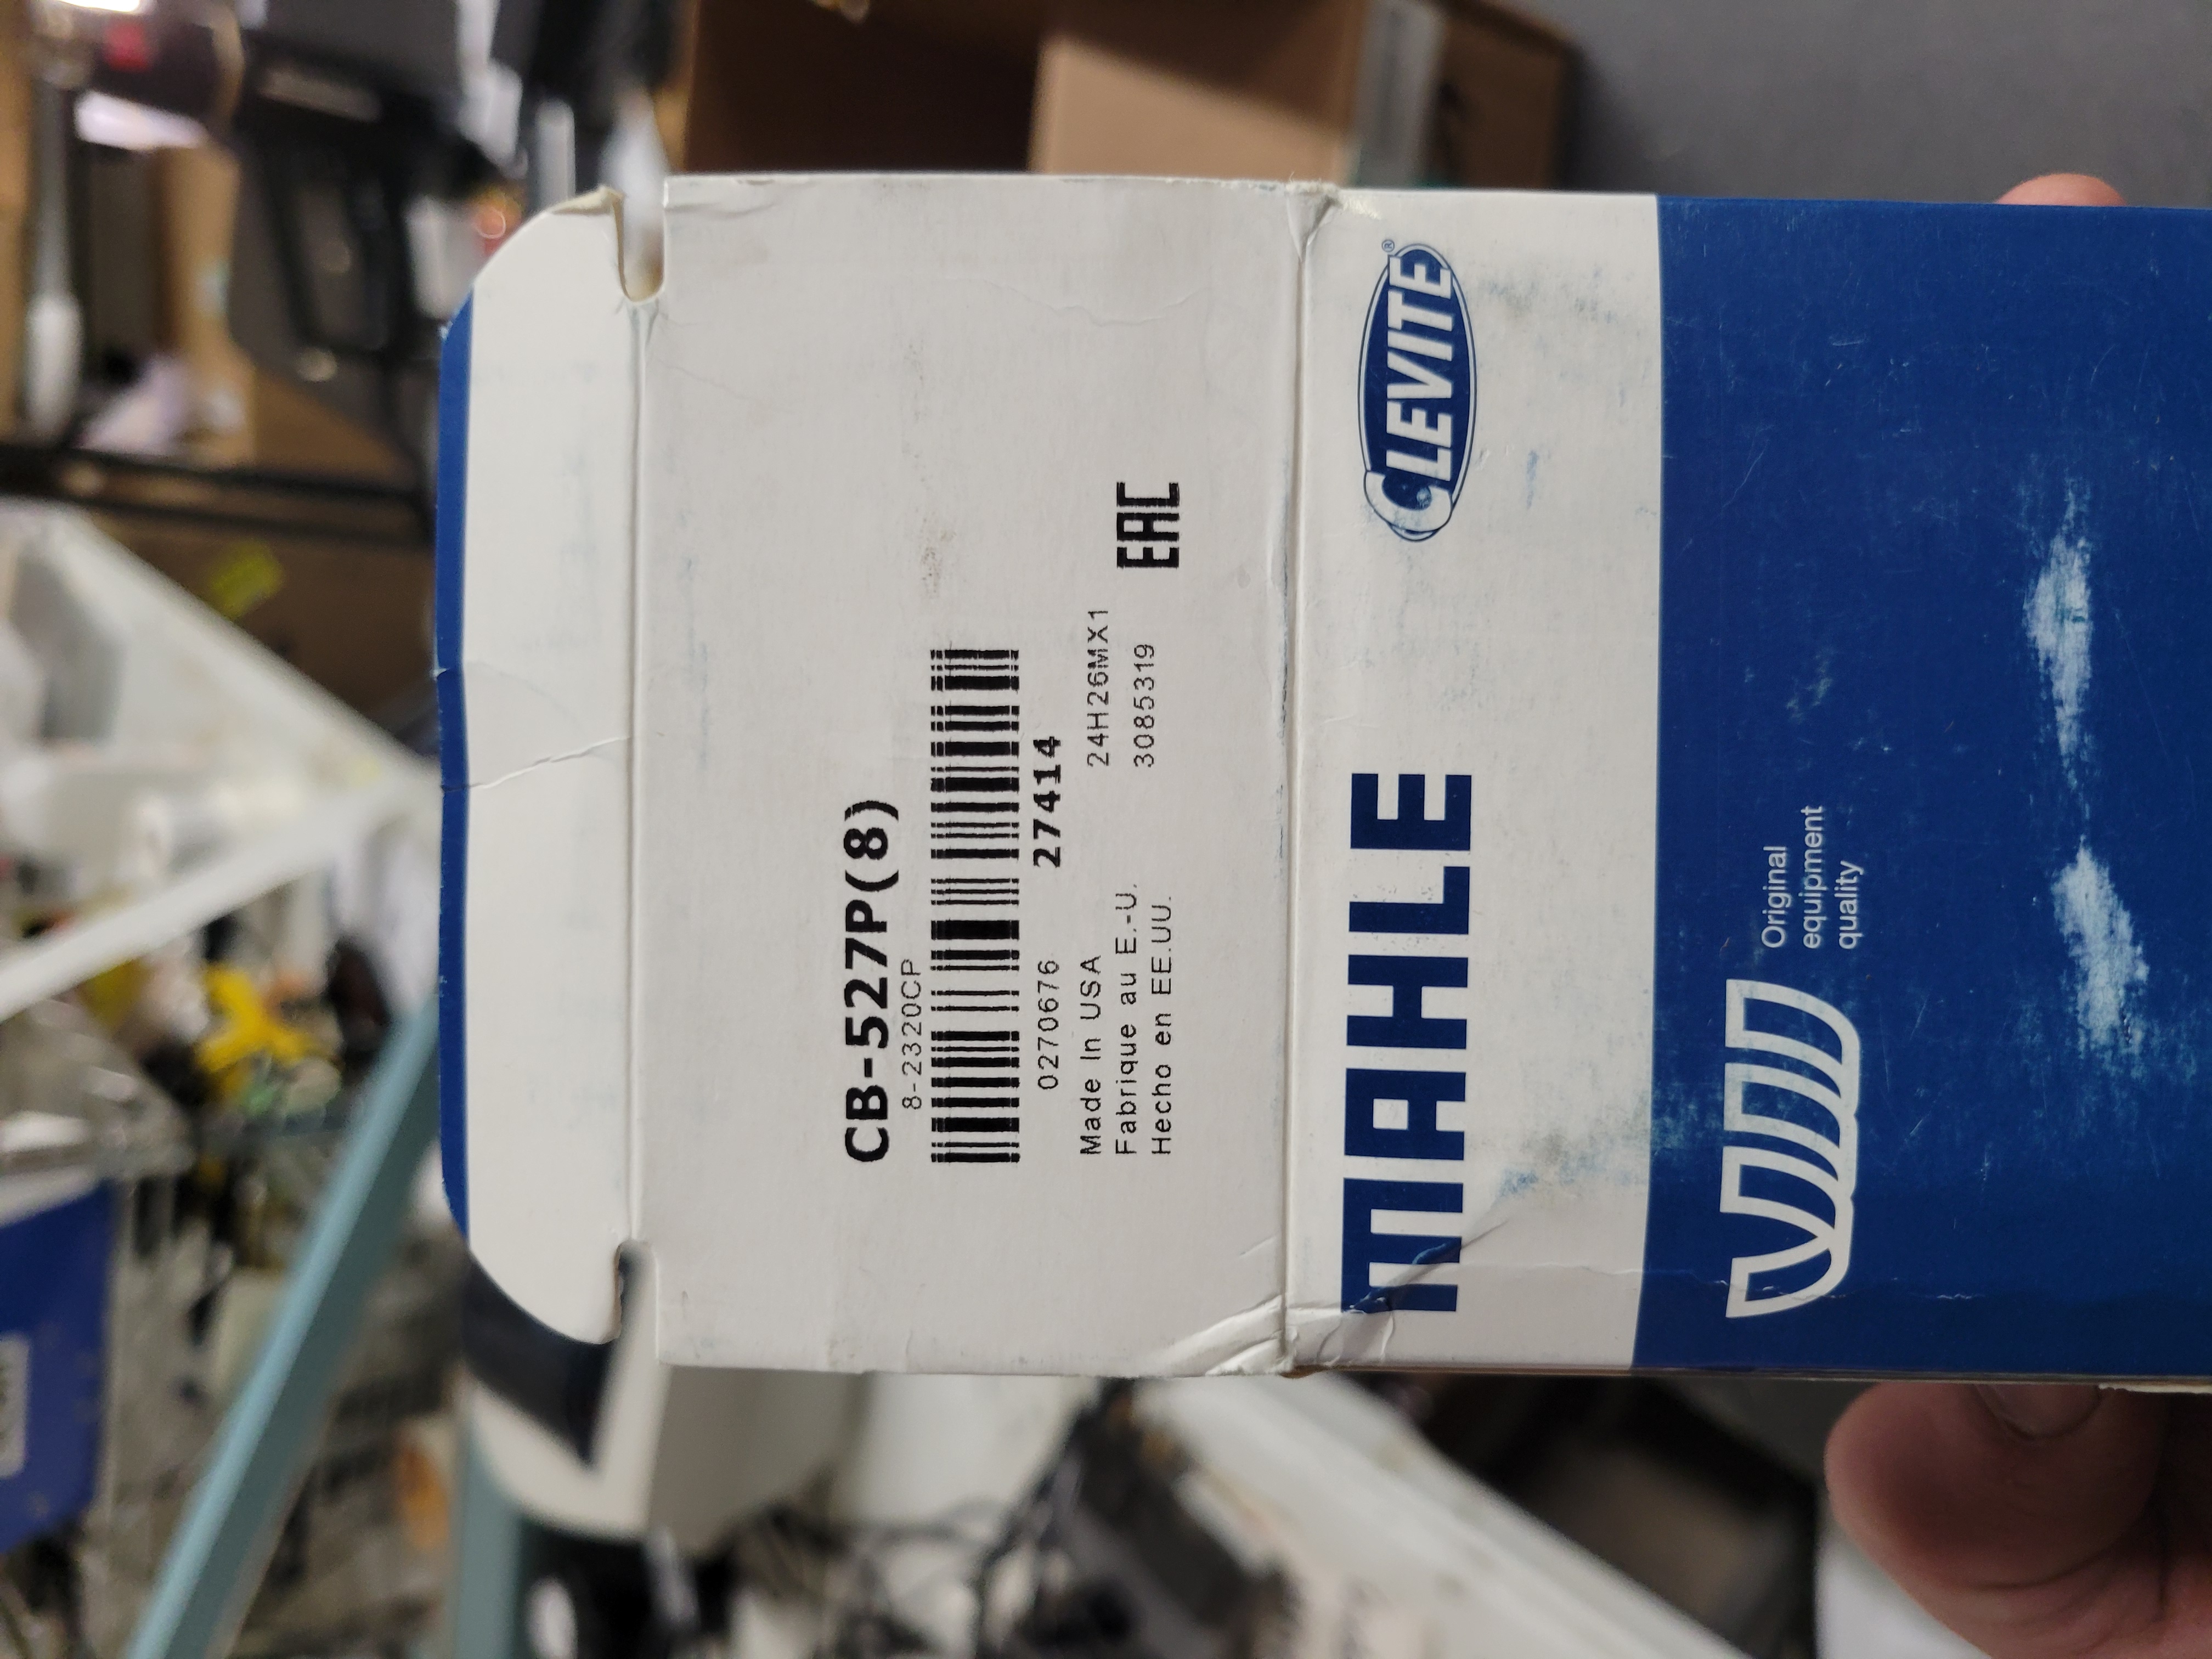 CB-527P(8)
8-2320CP
0270676 27414
Made In USA 24H26MX1
Fabrique au E.-U. 3085319
Hecho en EE.UU.
EAC
MAHLE CLEVITE®
Original
equipment
quality